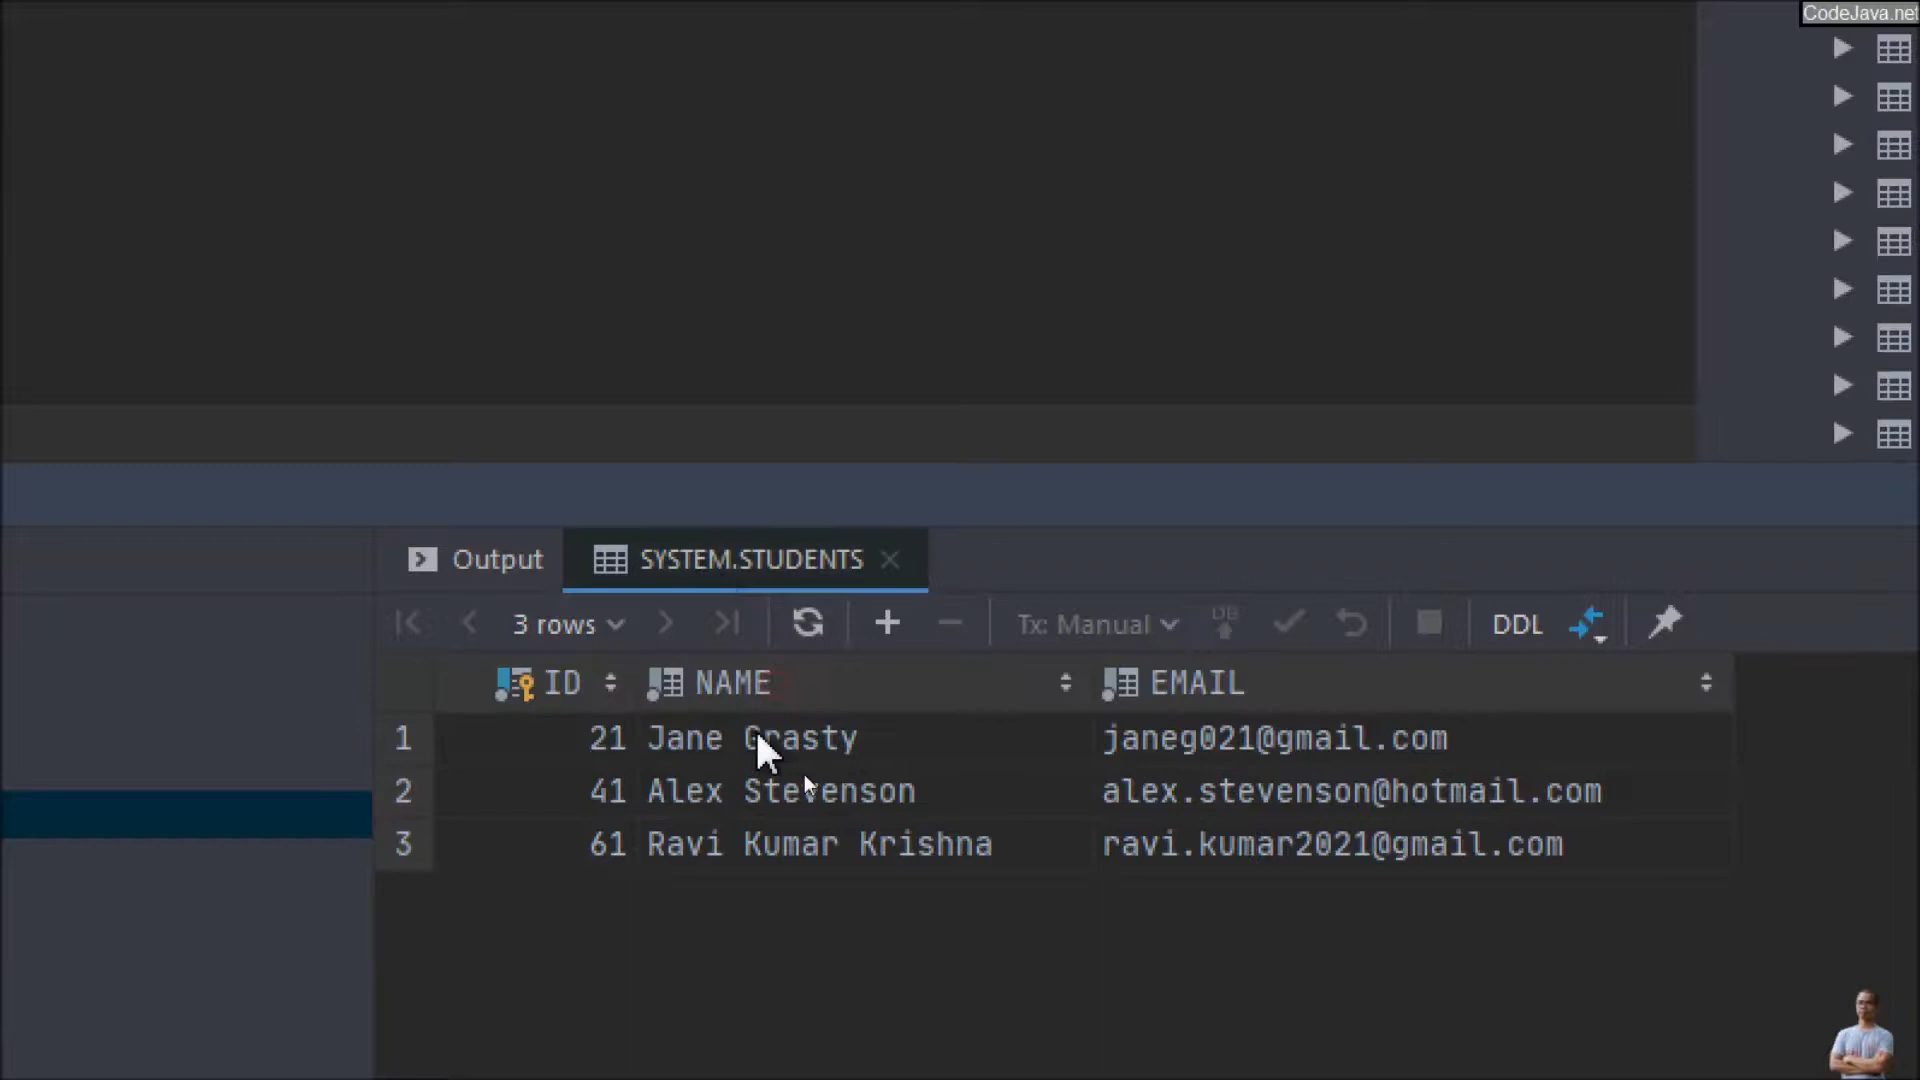 CodeJava.net
Output SYSTEM.STUDENTS
3 rows Tx: Manual DB DDL
ID NAME EMAIL
1 21 Jane Grasty janeg021@gmail.com
2 41 Alex Stevenson alex.stevenson@hotmail.com
3 61 Ravi Kumar Krishna ravi.kumar2021@gmail.com